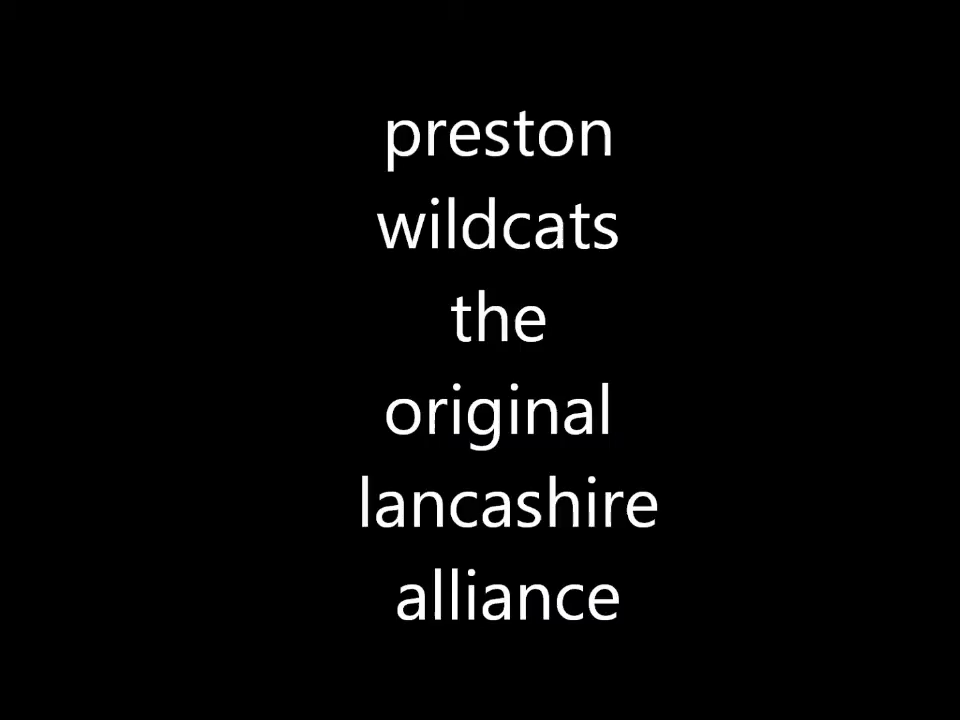 preston
wildcats
the
original
lancashire
alliance